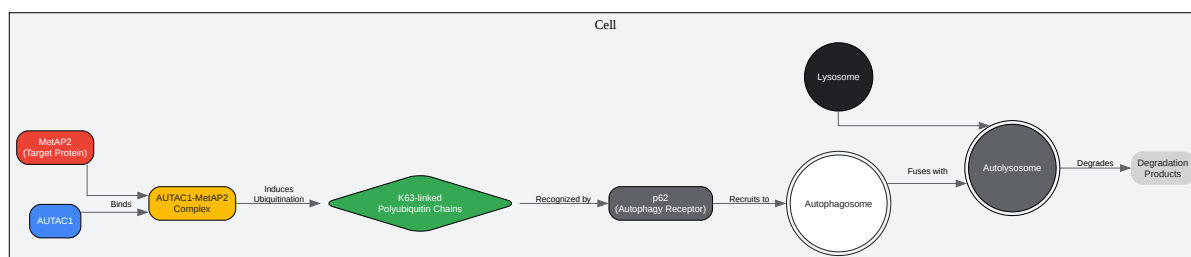 Cell
Lysosome
MetAP2
(Target Protein)
AUTAC1
Binds
AUTAC1-MetAP2
Complex
Induces
Ubiquitination
K63-linked
Polyubiquitin Chains
Recognized by
p62
(Autophagy Receptor)
Recruits to
Autophagosome
Fuses with
Autolysosome
Degrades
Degradation
Products